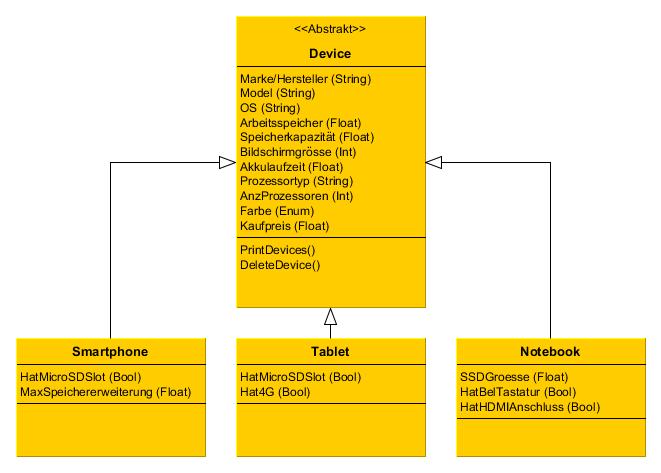 <<Abstrakt>>
Device
Marke/Hersteller (String)
Model (String)
OS (String)
Arbeitsspeicher (Float)
Speicherkapazität (Float)
Bildschirmgrösse (Int)
Akkulaufzeit (Float)
Prozessortyp (String)
AnzProzessoren (Int)
Farbe (Enum)
Kaufpreis (Float)
PrintDevices()
DeleteDevice()
Smartphone
HatMicroSDSlot (Bool)
MaxSpeichererweiterung (Float)
Tablet
HatMicroSDSlot (Bool)
Hat4G (Bool)
Notebook
SSDGroesse (Float)
HatBelTastatur (Bool)
HatHDMIAnschluss (Bool)